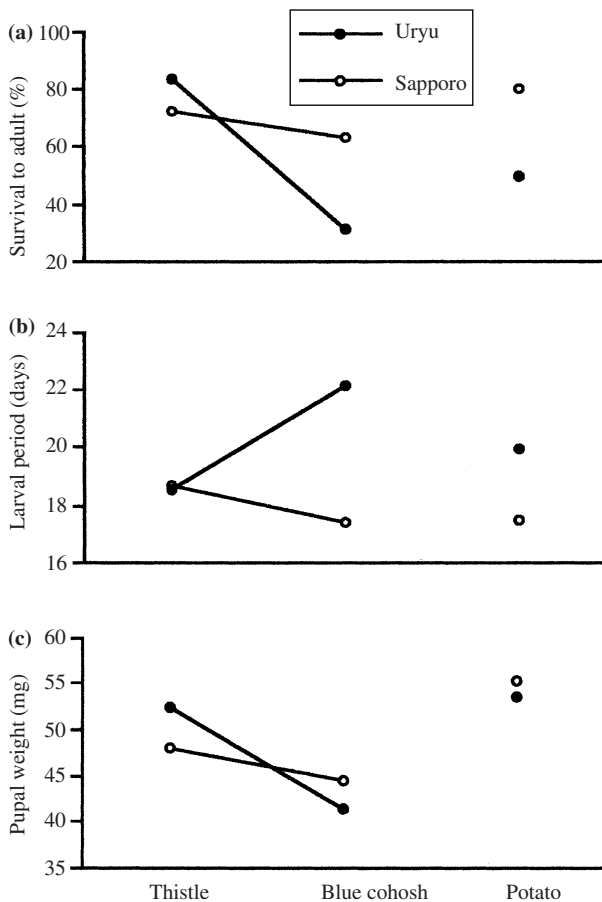 (a)
Survival to adult (%)
100
80
60
40
20
Uryu
Sapporo
(b)
Larval period (days)
24
22
20
18
16
(c)
Pupal weight (mg)
60
55
50
45
40
35
Thistle
Blue cohosh
Potato